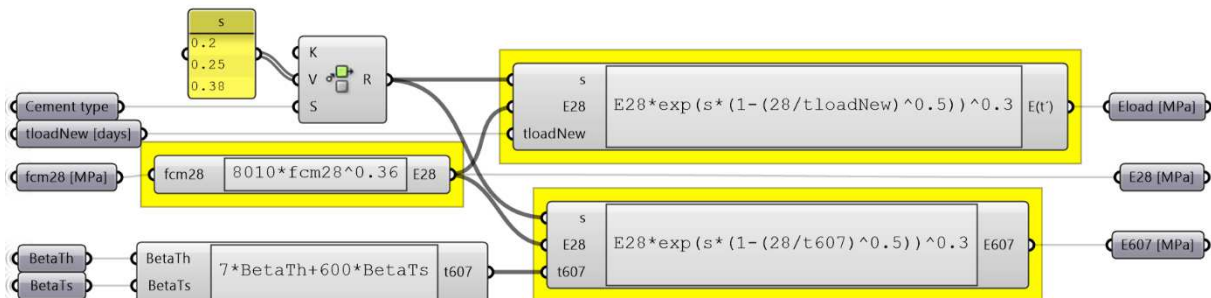 s
0.2
0.25
0.38
K
V
S
R
Cement type
tloadNew [days]
fcm28 [MPa]
fcm28
8010*fcm28^0.36
E28
s
E28
tloadNew
E28*exp(s*(1-(28/tloadNew)^0.5))^0.3
E(t')
Eload [MPa]
E28 [MPa]
s
E28
t607
E28*exp(s*(1-(28/t607)^0.5))^0.3
E607
E607 [MPa]
BetaTh
BetaTs
BetaTh
BetaTs
7*BetaTh+600*BetaTs
t607